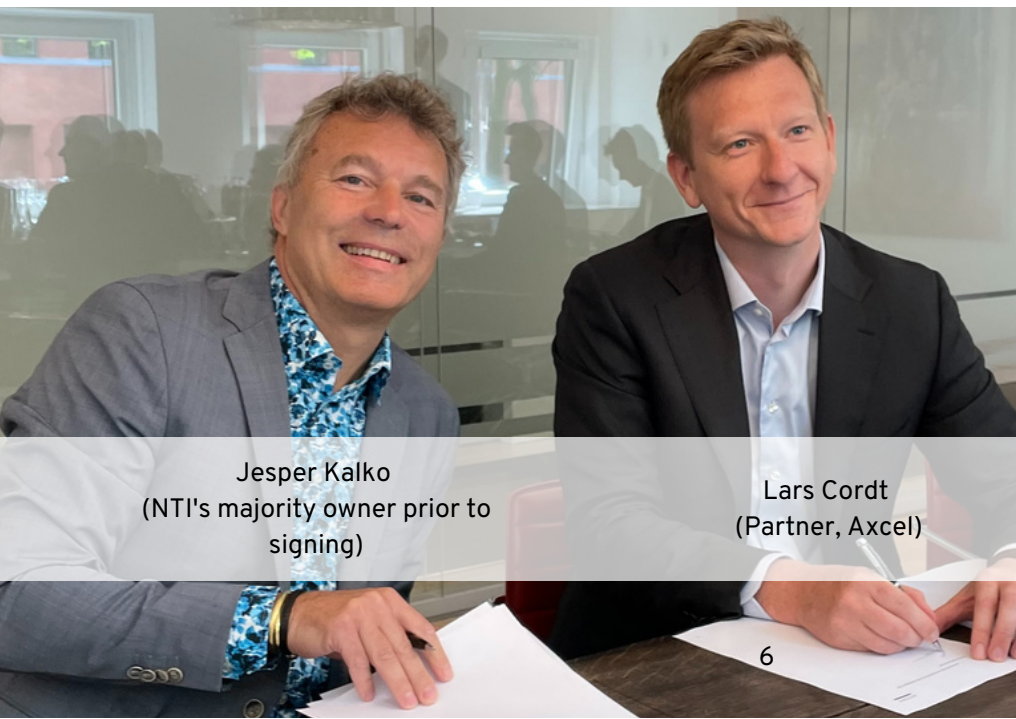 Jesper Kalko
(NTI's majority owner prior to
signing)
Lars Cordt
(Partner, Axcel)
6